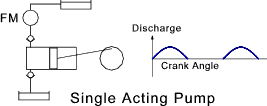 FM
Discharge
Crank Angle
Single Acting Pump